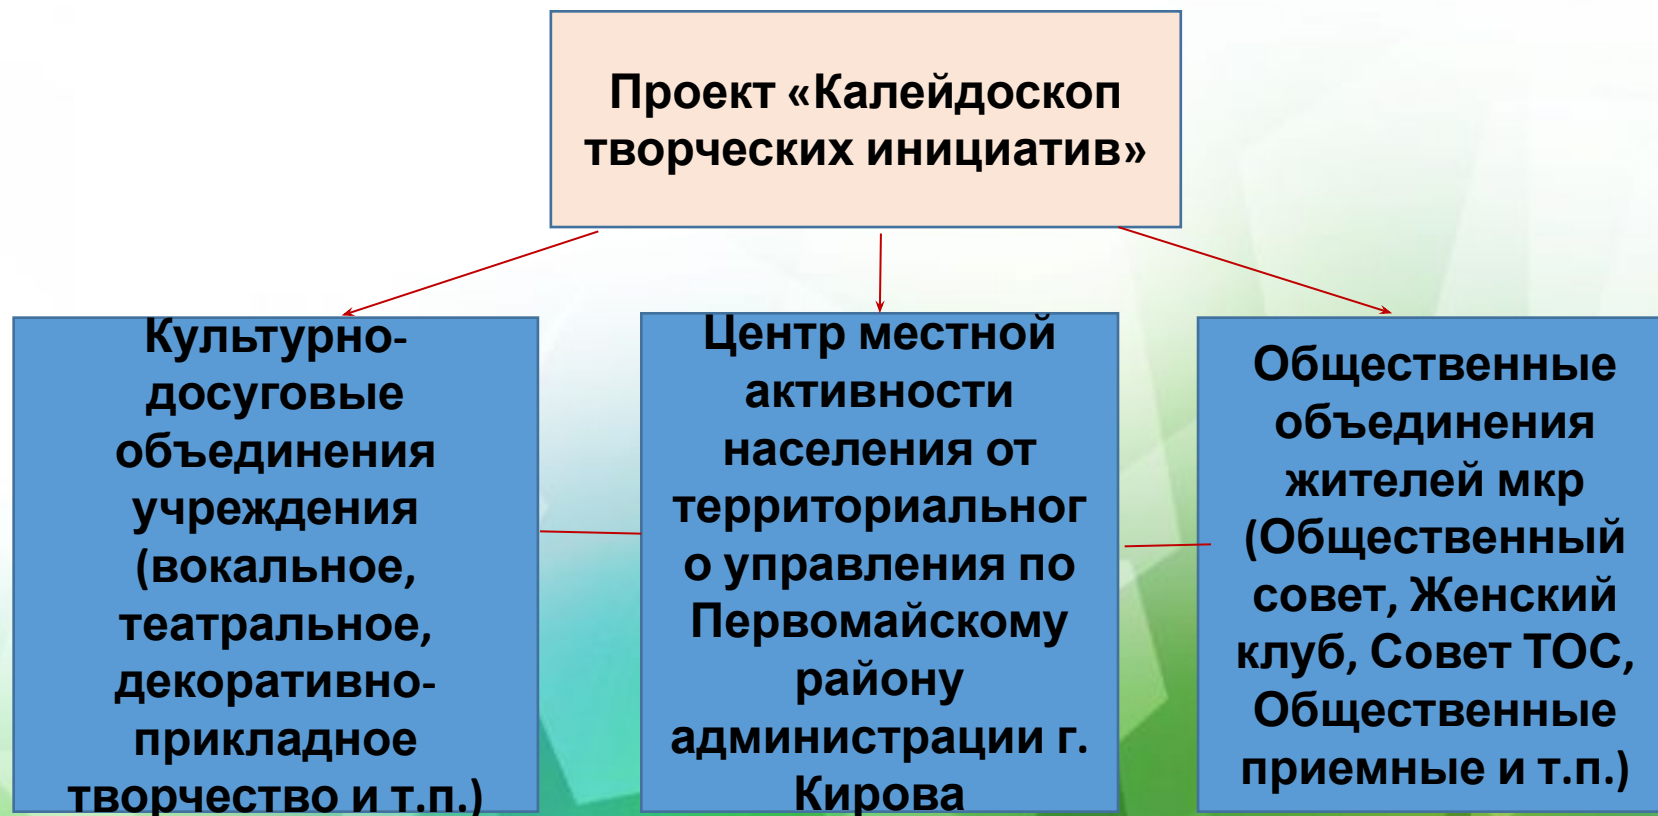 Проект «Калейдоскоп
творческих инициатив»
Культурно-
досуговые
объединения
учреждения
(вокальное,
театральное,
декоративно-
прикладное
творчество и т.п.)
Центр местной
активности
населения от
территориальног
о управления по
Первомайскому
району
администрации г.
Кирова
Общественные
объединения
жителей мкр
(Общественный
совет, Женский
клуб, Совет ТОС,
Общественные
приемные и т.п.)